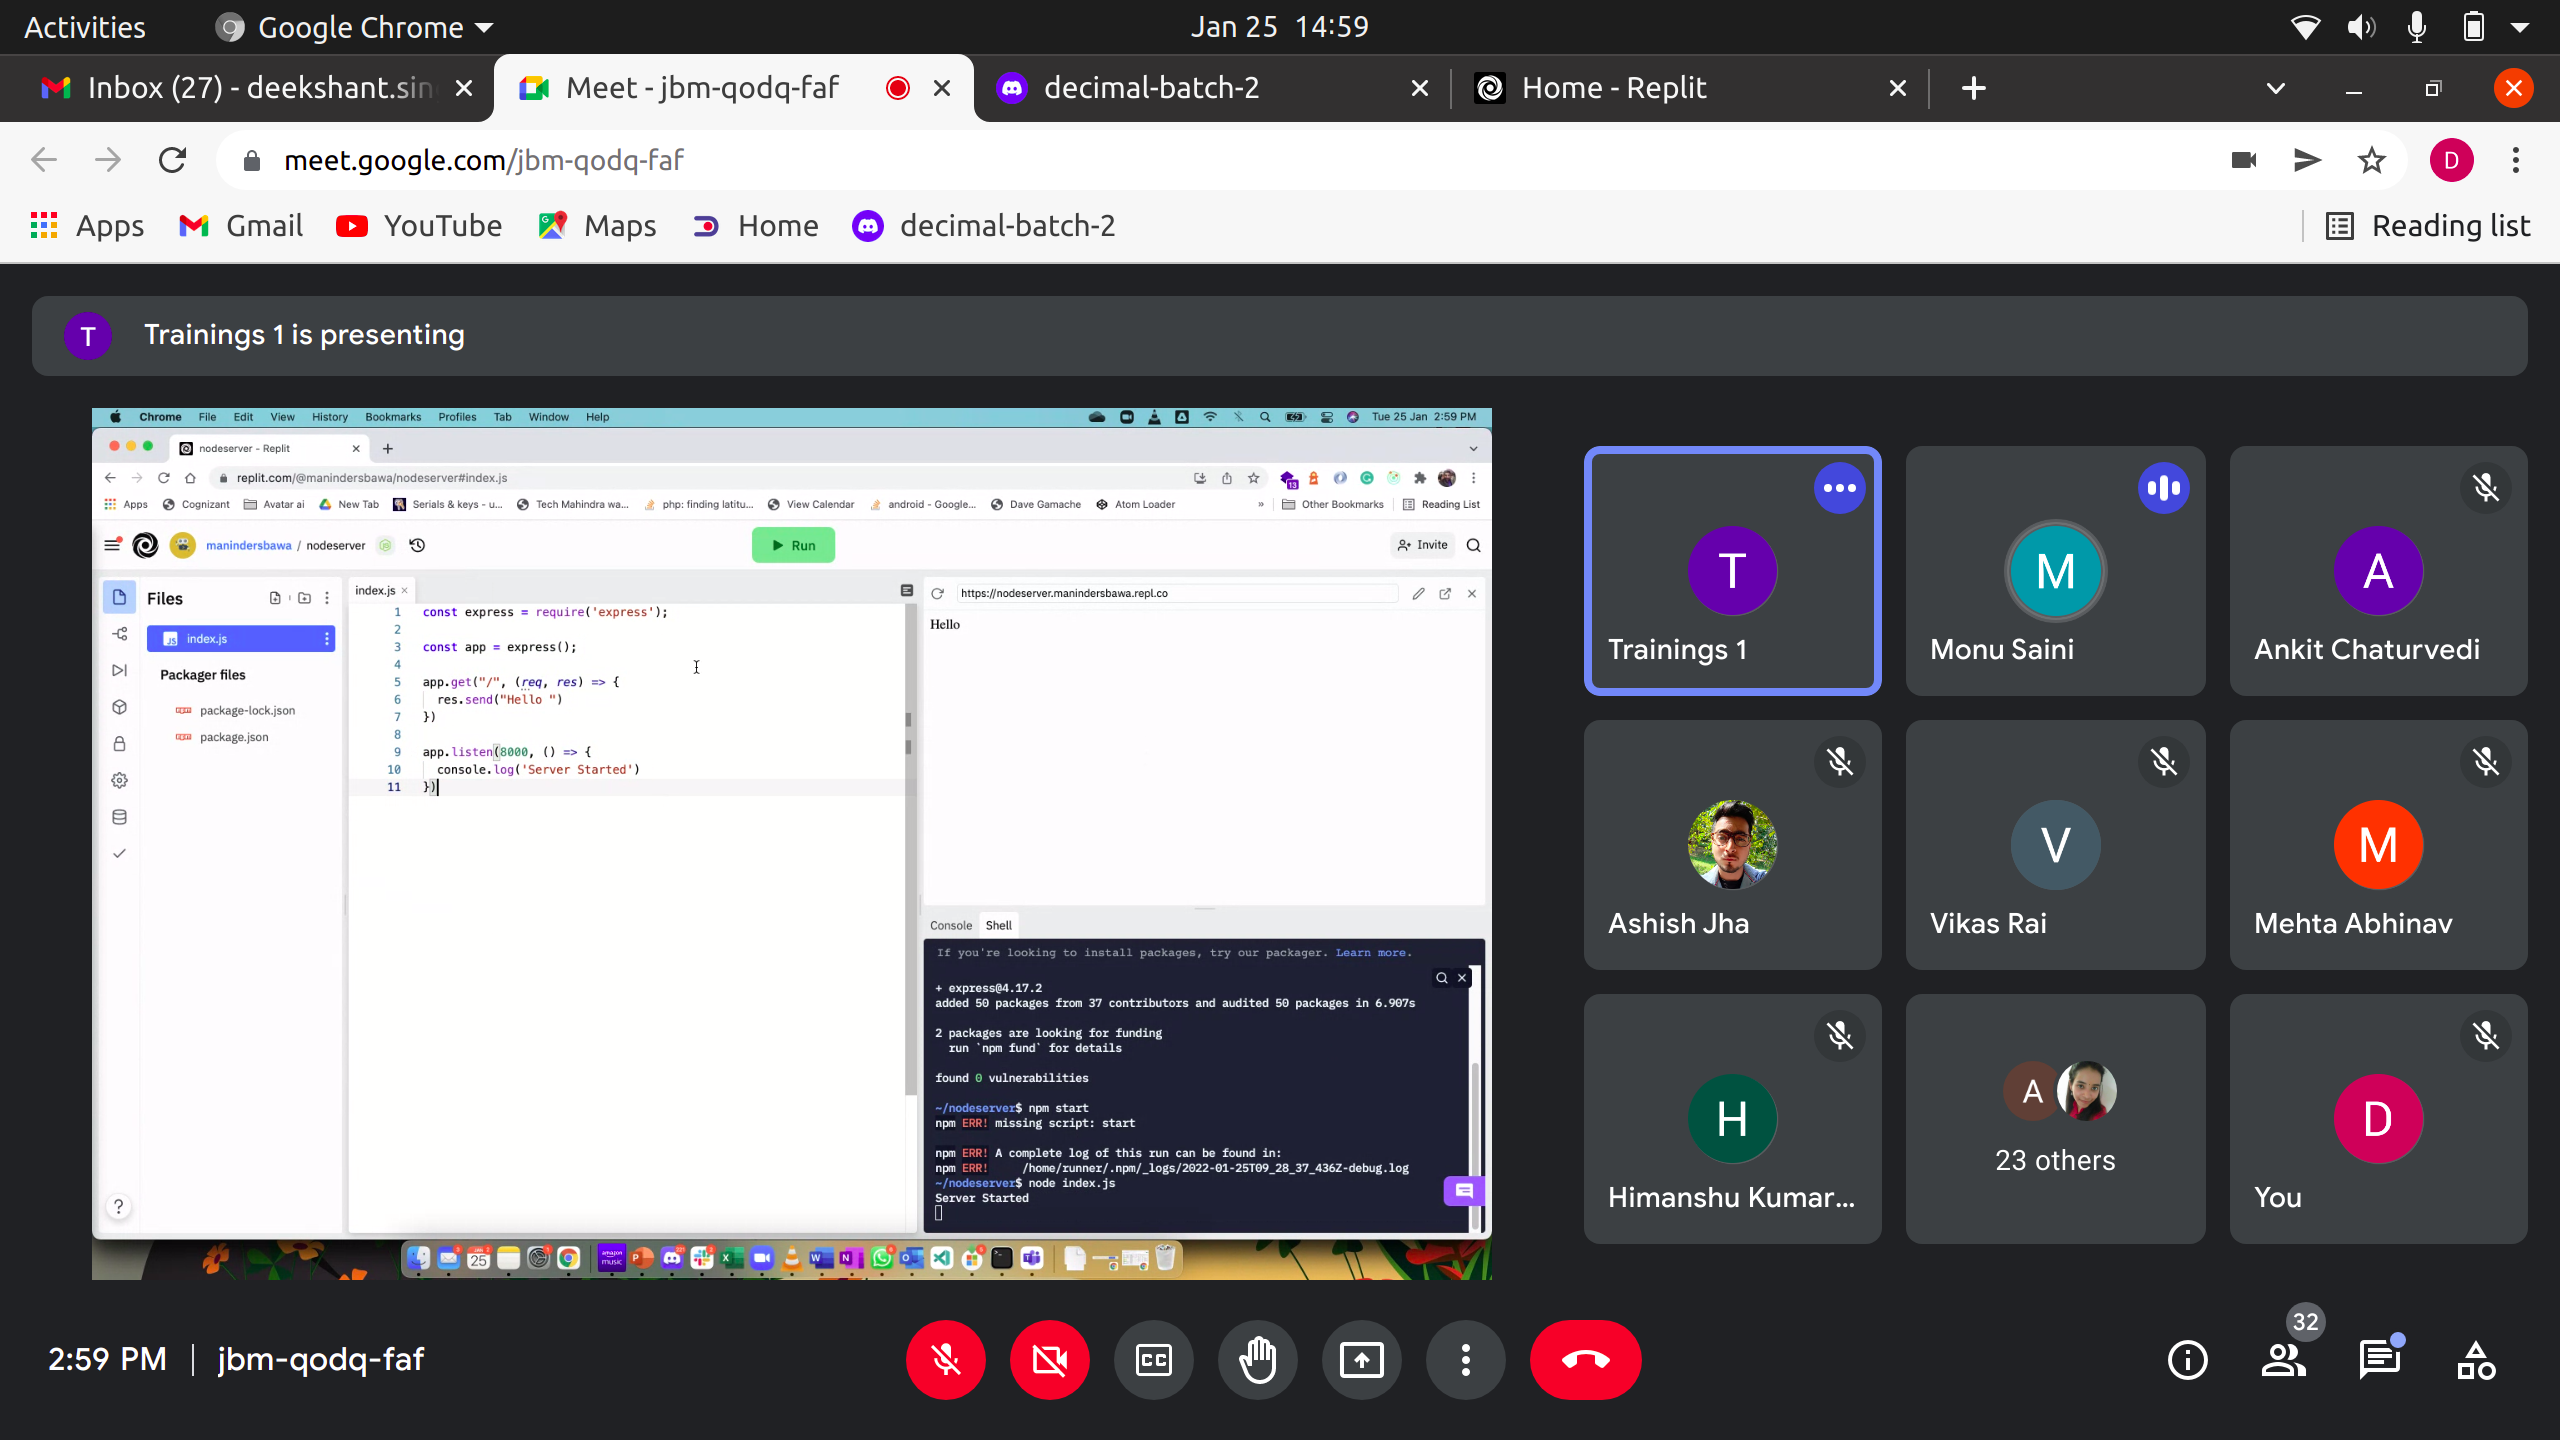 Activities
Google Chrome
Jan 25 14:59
Inbox (27) - deekshant.sin
Meet - jbm-qodq-faf
decimal-batch-2
Home - Replit
meet.google.com/jbm-qodq-faf
D
Apps
Gmail
YouTube
Maps
Home
decimal-batch-2
Reading list
T
Trainings 1 is presenting
Chrome File Edit View History Bookmarks Profiles Tab Window Help
Tue 25 Jan 2:59 PM
nodeserver - Replit
replit.com/@manindersbawa/nodeserver#index.js
13
Apps
Cognizant
Avatar ai
New Tab
Serials & keys - u...
Tech Mahindra wa...
php: finding latitu...
View Calendar
android - Google...
Dave Gamache
Atom Loader
»
Other Bookmarks
Reading List
manindersbawa / nodeserver
Run
Invite
Files
index.js
Packager files
package-lock.json
package.json
index.js
1 const express = require('express');
2
3 const app = express();
4
5 app.get("/", (req, res) => {
6 res.send("Hello ")
7 })
8
9 app.listen(8000, () => {
10 console.log('Server Started')
11 })
https://nodeserver.manindersbawa.repl.co
Hello
Console
Shell
If you're looking to install packages, try our packager. Learn more.
+ express@4.17.2
added 50 packages from 37 contributors and audited 50 packages in 6.907s
2 packages are looking for funding
run `npm fund` for details
found 0 vulnerabilities
~/nodeserver$ npm start
npm ERR! missing script: start
npm ERR! A complete log of this run can be found in:
npm ERR! /home/runner/.npm/_logs/2022-01-25T09_28_37_436Z-debug.log
~/nodeserver$ node index.js
Server Started
?
T
Trainings 1
M
Monu Saini
A
Ankit Chaturvedi
Ashish Jha
V
Vikas Rai
M
Mehta Abhinav
H
Himanshu Kumar...
A
23 others
D
You
2:59 PM | jbm-qodq-faf
CC
32